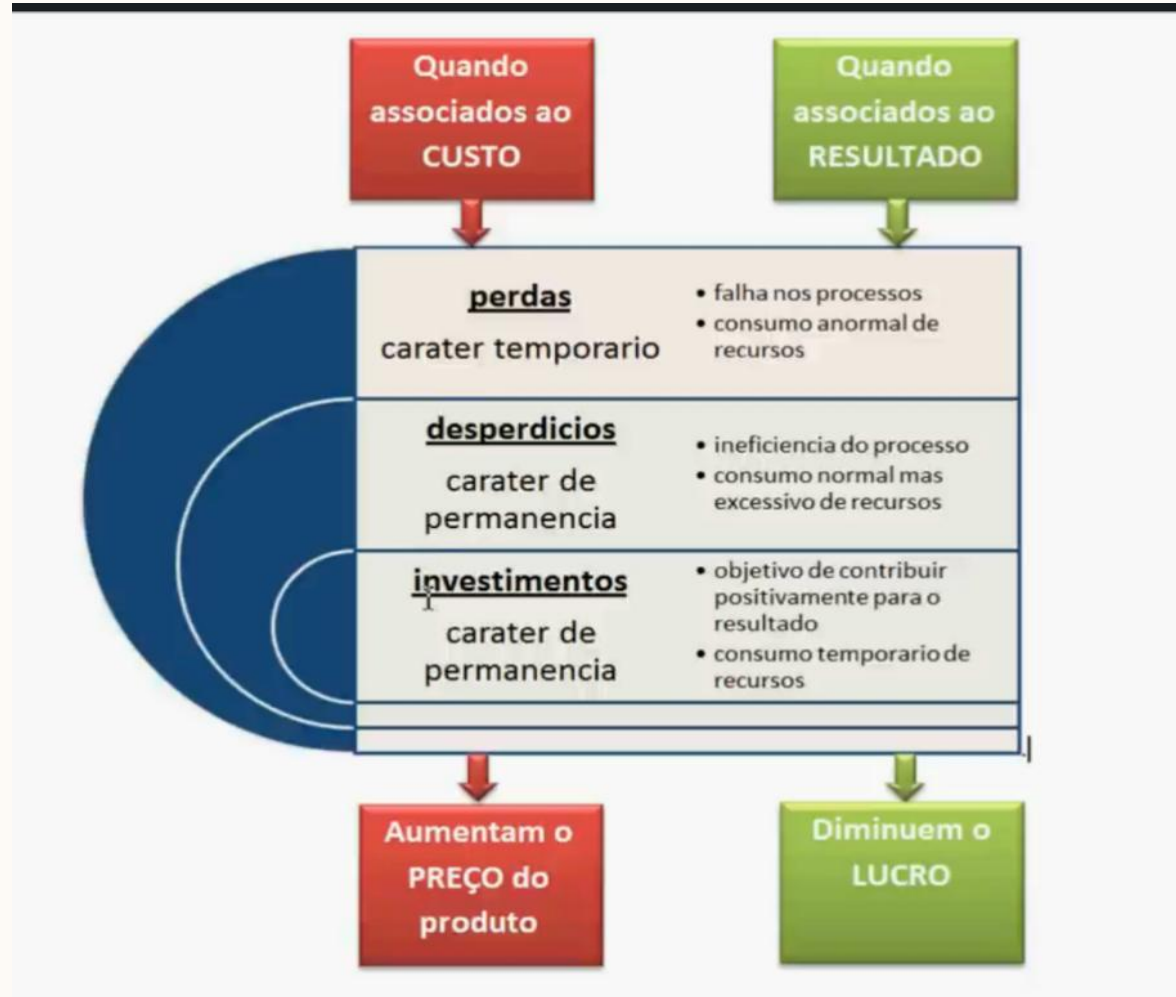 Quando
associados ao
CUSTO
Quando
associados ao
RESULTADO
perdas
carater temporario
• falha nos processos
• consumo anormal de
recursos
desperdicios
carater de
permanencia
• ineficiencia do processo
• consumo normal mas
excessivo de recursos
investimentos
carater de
permanencia
• objetivo de contribuir
positivamente para o
resultado
• consumo temporario de
recursos
Aumentam o
PREÇO do
produto
Diminuem o
LUCRO